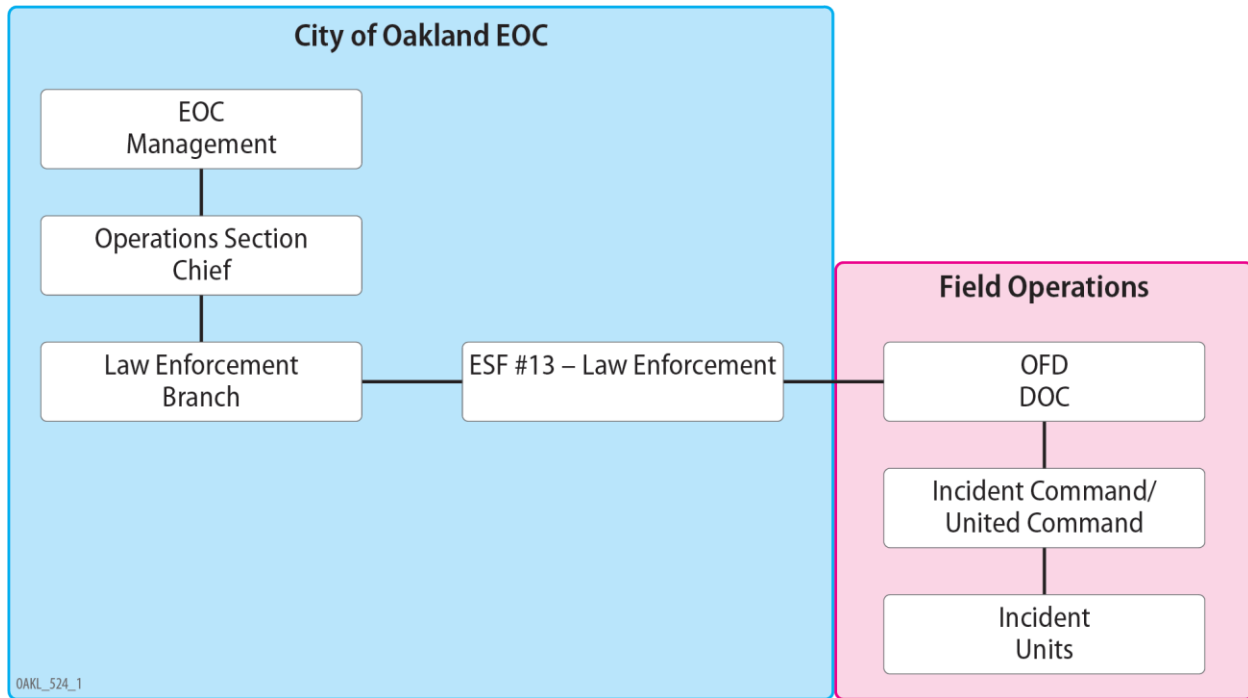 City of Oakland EOC
EOC
Management
Operations Section
Chief
Law Enforcement
Branch
ESF #13 – Law Enforcement
Field Operations
OFD
DOC
Incident Command/
United Command
Incident
Units
OAKL_524_1